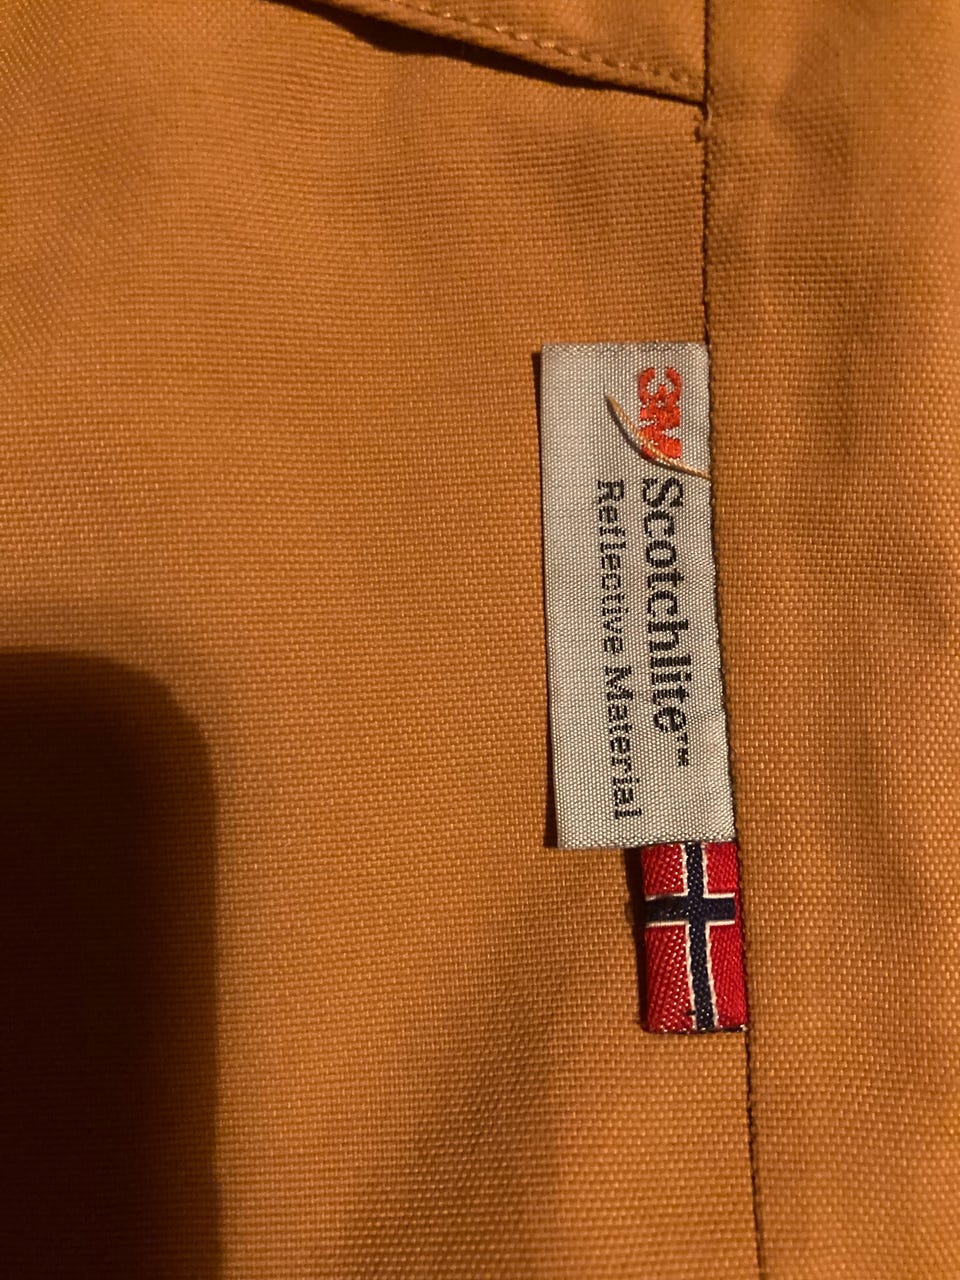 3M
Scotchlite™
Reflective Material